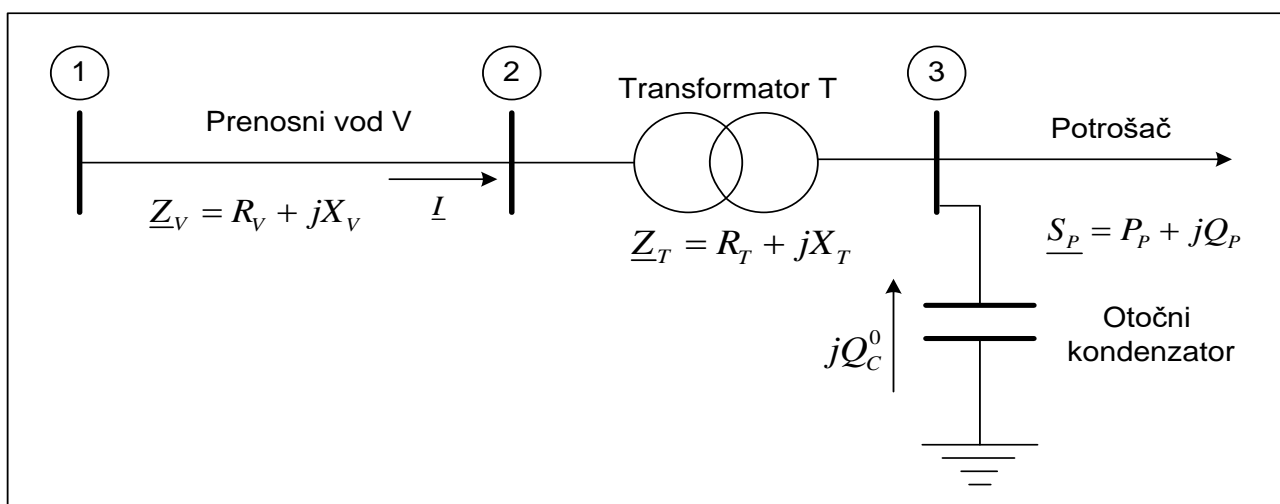 1
2
3
Transformator T
Prenosni vod V
Potrošač
Z_V = R_V + jX_V
I
Z_T = R_T + jX_T
S_P = P_P + jQ_P
jQ_C^0
Otočni
kondenzator